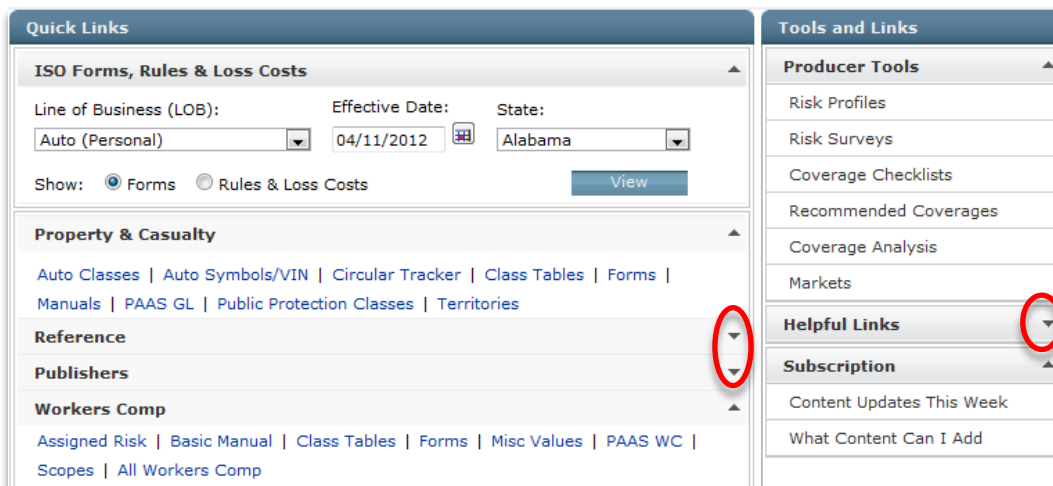 Quick Links
ISO Forms, Rules & Loss Costs
Line of Business (LOB): Effective Date: State:
Auto (Personal) 04/11/2012 Alabama
Show: Forms Rules & Loss Costs View
Property & Casualty
Auto Classes | Auto Symbols/VIN | Circular Tracker | Class Tables | Forms |
Manuals | PAAS GL | Public Protection Classes | Territories
Reference
Publishers
Workers Comp
Assigned Risk | Basic Manual | Class Tables | Forms | Misc Values | PAAS WC |
Scopes | All Workers Comp
Tools and Links
Producer Tools
Risk Profiles
Risk Surveys
Coverage Checklists
Recommended Coverages
Coverage Analysis
Markets
Helpful Links
Subscription
Content Updates This Week
What Content Can I Add